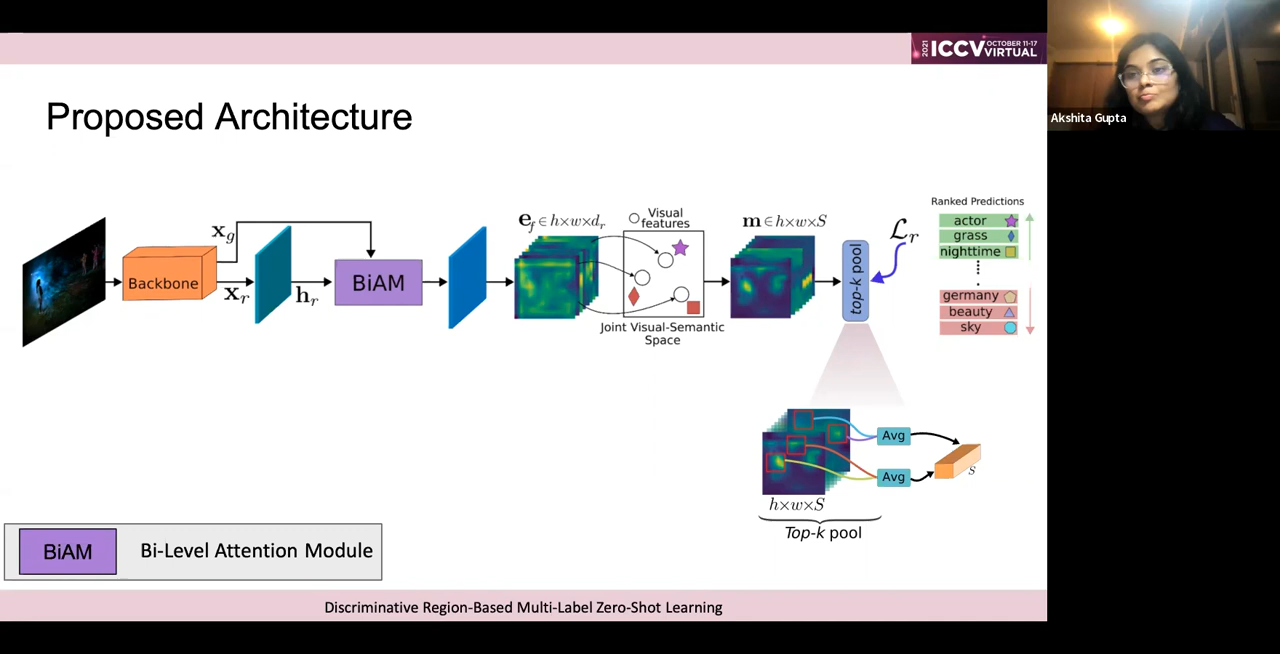 2021 ICCV OCTOBER 11-17 VIRTUAL
Akshita Gupta
Proposed Architecture
Backbone
x_g
x_r
h_r
BiAM
e_f ∈ h×w×d_r
Visual features
Joint Visual-Semantic
Space
m ∈ h×w×S
top-k pool
ℒ_r
Ranked Predictions
actor
grass
nighttime
germany
beauty
sky
Avg
Avg
S
h×w×S
Top-k pool
BiAM
Bi-Level Attention Module
Discriminative Region-Based Multi-Label Zero-Shot Learning